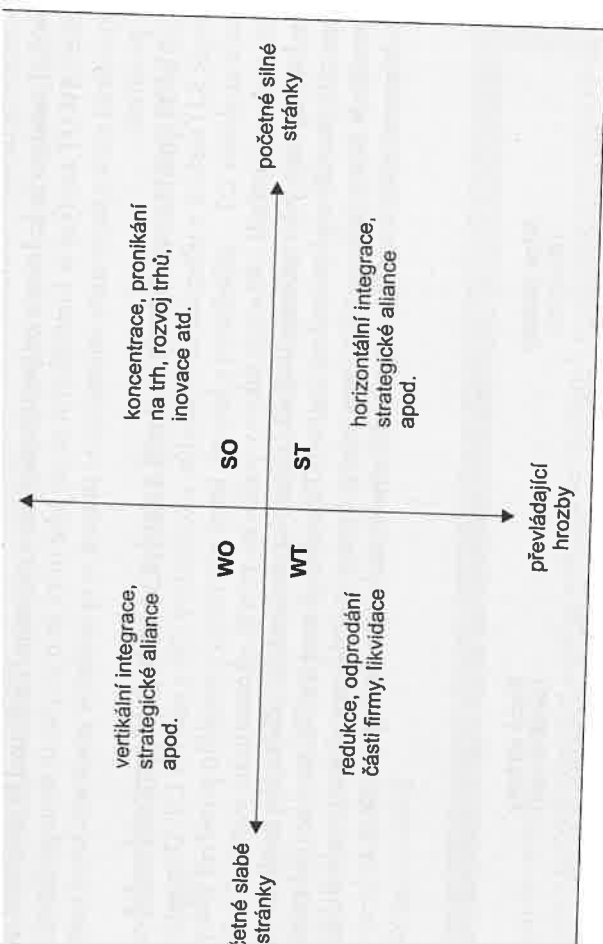 vertikální integrace,
strategické aliance
apod.
koncentrace, pronikání
na trh, rozvoj trhů,
inovace atd.
WO
SO
četné slabé
stránky
početné silné
stránky
WT
ST
redukce, odprodání
části firmy, likvidace
horizontální integrace,
strategické aliance
apod.
převládající
hrozby